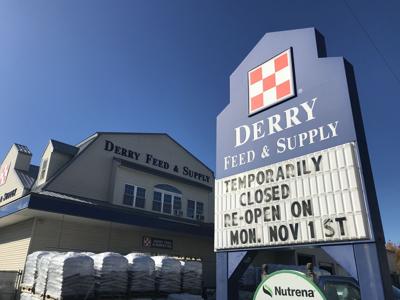 DERRY FEED & SUPPLY
DERRY
FEED & SUPPLY
TEMPORARILY
CLOSED
RE-OPEN ON
MON. NOV 1ST
Nutrena